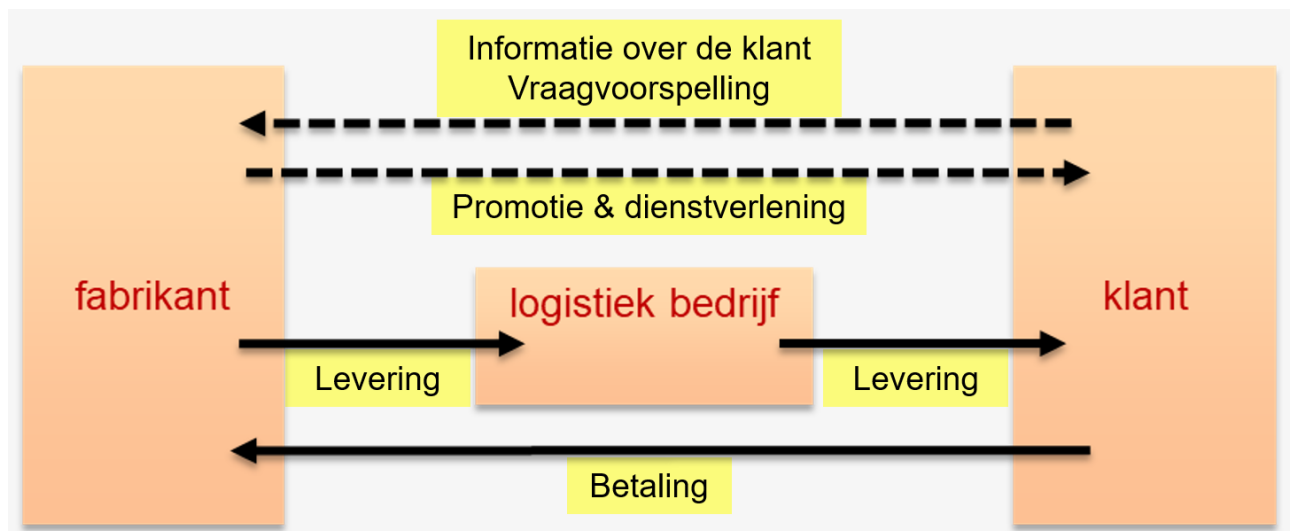 Informatie over de klant
Vraagvoorspelling
Promotie & dienstverlening
fabrikant
logistiek bedrijf
klant
Levering
Levering
Betaling